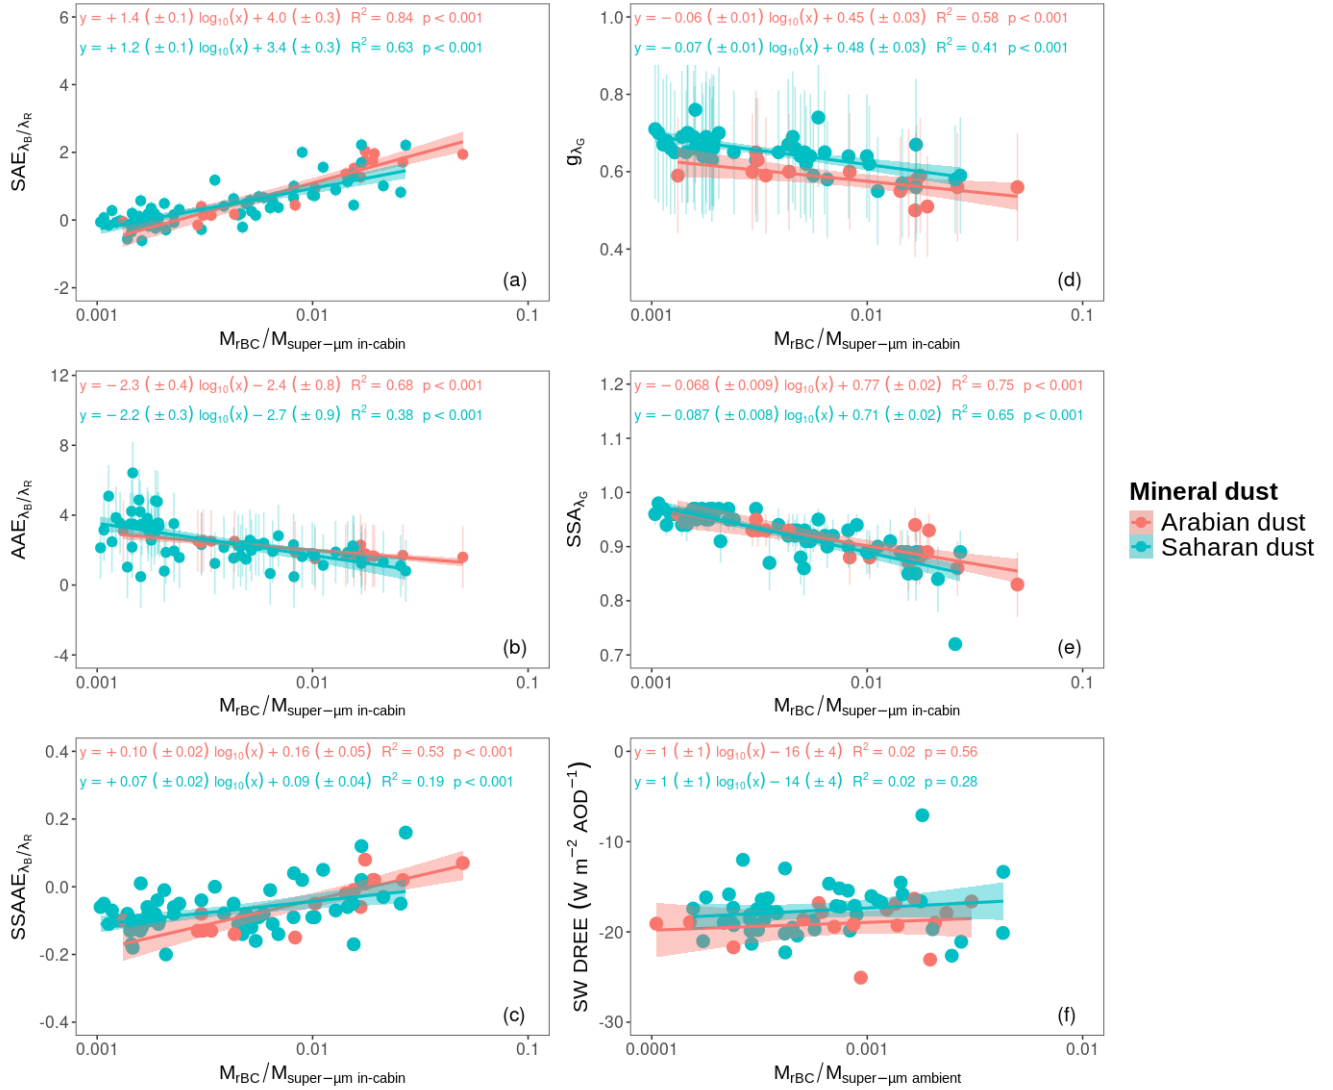 y = + 1.4 ( ± 0.1) log10(x) + 4.0 ( ± 0.3) R² = 0.84 p < 0.001
y = + 1.2 ( ± 0.1) log10(x) + 3.4 ( ± 0.3) R² = 0.63 p < 0.001
6
4
2
0
-2
SAE λB/λR
(a)
0.001 0.01 0.1
MrBC/Msuper−µm in-cabin
y = − 0.06 ( ± 0.01) log10(x) + 0.45 ( ± 0.03) R² = 0.58 p < 0.001
y = − 0.07 ( ± 0.01) log10(x) + 0.48 ( ± 0.03) R² = 0.41 p < 0.001
1.0
0.8
0.6
0.4
gλG
(d)
0.001 0.01 0.1
MrBC/Msuper−µm in-cabin
y = − 2.3 ( ± 0.4) log10(x) − 2.4 ( ± 0.8) R² = 0.68 p < 0.001
y = − 2.2 ( ± 0.3) log10(x) − 2.7 ( ± 0.9) R² = 0.38 p < 0.001
12
8
4
0
-4
AAE λB/λR
(b)
0.001 0.01 0.1
MrBC/Msuper−µm in-cabin
y = − 0.068 ( ± 0.009) log10(x) + 0.77 ( ± 0.02) R² = 0.75 p < 0.001
y = − 0.087 ( ± 0.008) log10(x) + 0.71 ( ± 0.02) R² = 0.65 p < 0.001
1.2
1.1
1.0
0.9
0.8
0.7
SSAλG
(e)
0.001 0.01 0.1
MrBC/Msuper−µm in-cabin
y = + 0.10 ( ± 0.02) log10(x) + 0.16 ( ± 0.05) R² = 0.53 p < 0.001
y = + 0.07 ( ± 0.02) log10(x) + 0.09 ( ± 0.04) R² = 0.19 p < 0.001
0.4
0.2
0.0
-0.2
-0.4
SSAAE λB/λR
(c)
0.001 0.01 0.1
MrBC/Msuper−µm in-cabin
y = 1 ( ± 1) log10(x) − 16 ( ± 4) R² = 0.02 p = 0.56
y = 1 ( ± 1) log10(x) − 14 ( ± 4) R² = 0.02 p = 0.28
0
-10
-20
-30
SW DREE (W m⁻² AOD⁻¹)
(f)
0.0001 0.001 0.01
MrBC/Msuper−µm ambient
Mineral dust
Arabian dust
Saharan dust